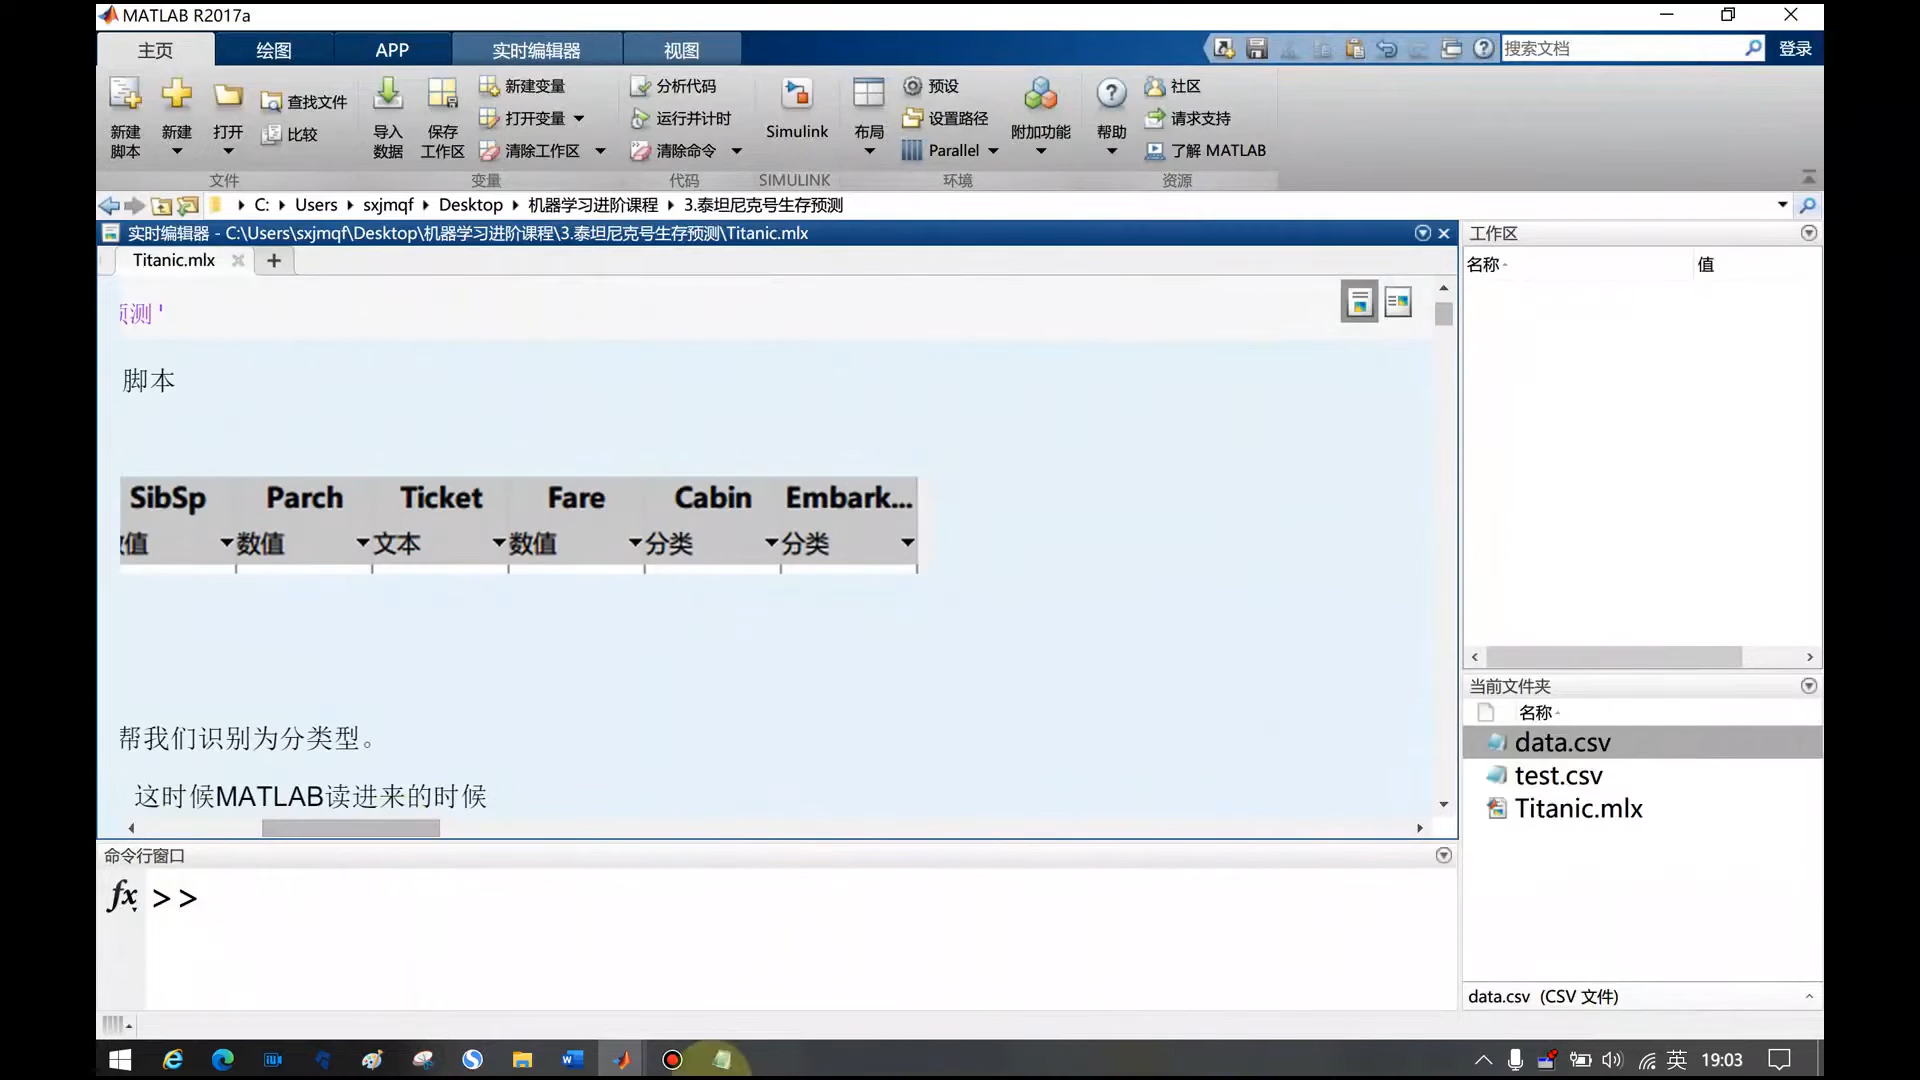 MATLAB R2017a
主页
绘图
APP
实时编辑器
视图
搜索文档
登录
新建
脚本
新建
打开
查找文件
比较
导入
数据
保存
工作区
新建变量
打开变量
清除工作区
分析代码
运行并计时
清除命令
Simulink
布局
预设
设置路径
Parallel
附加功能
帮助
社区
请求支持
了解 MATLAB
文件
变量
代码
SIMULINK
环境
资源
C: Users sxjmqf Desktop 机器学习进阶课程 3.泰坦尼克号生存预测
实时编辑器 - C:\Users\sxjmqf\Desktop\机器学习进阶课程\3.泰坦尼克号生存预测\Titanic.mlx
Titanic.mlx
预测 '
脚本
SibSp Parch Ticket Fare Cabin Embark...
数值 数值 文本 数值 分类 分类
帮我们识别为分类型。
这时候MATLAB读进来的时候
工作区
名称 值
当前文件夹
名称
data.csv
test.csv
Titanic.mlx
data.csv (CSV 文件)
命令行窗口
fx >>
英 19:03